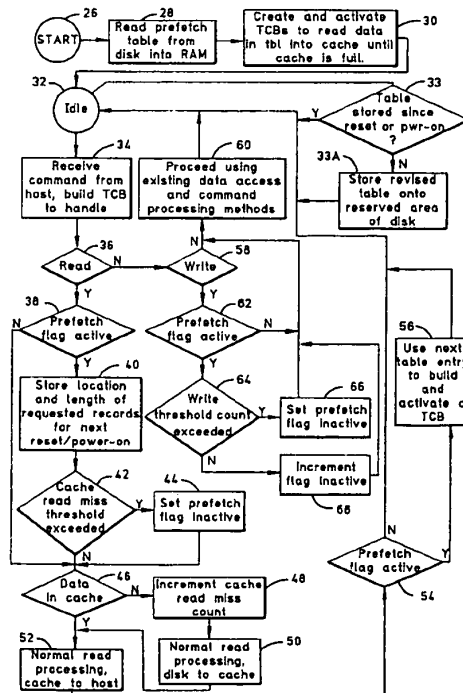 26
START
28
Read prefetch
table from
disk into RAM
30
Create and activate
TCBs to read data
in tbl into cache until
cache is full.
32
Idle
33
Table
stored since
reset or pwr-on
?
Y
N
33A
Store revised
table onto
reserved area
of disk
34
Receive
command from
host, build TCB
to handle
60
Proceed using
existing data access
and command
processing methods
36
Read
N
Y
58
Write
N
Y
38
Prefetch
flag active
N
Y
62
Prefetch
flag active
N
Y
40
Store location
and length of
requested records
for next
reset/power-on
64
Write
threshold count
exceeded
Y
N
66
Set prefetch
flag inactive
68
Increment
flag inactive
56
Use next
table entry
to build
and
activate a
TCB
42
Cache
read miss
threshold
exceeded
Y
N
44
Set prefetch
flag inactive
46
Data
in cache
N
Y
48
Increment cache
read miss
count
50
Normal read
processing,
disk to cache
52
Normal read
processing,
cache to host
N
Prefetch
flag active
Y
54